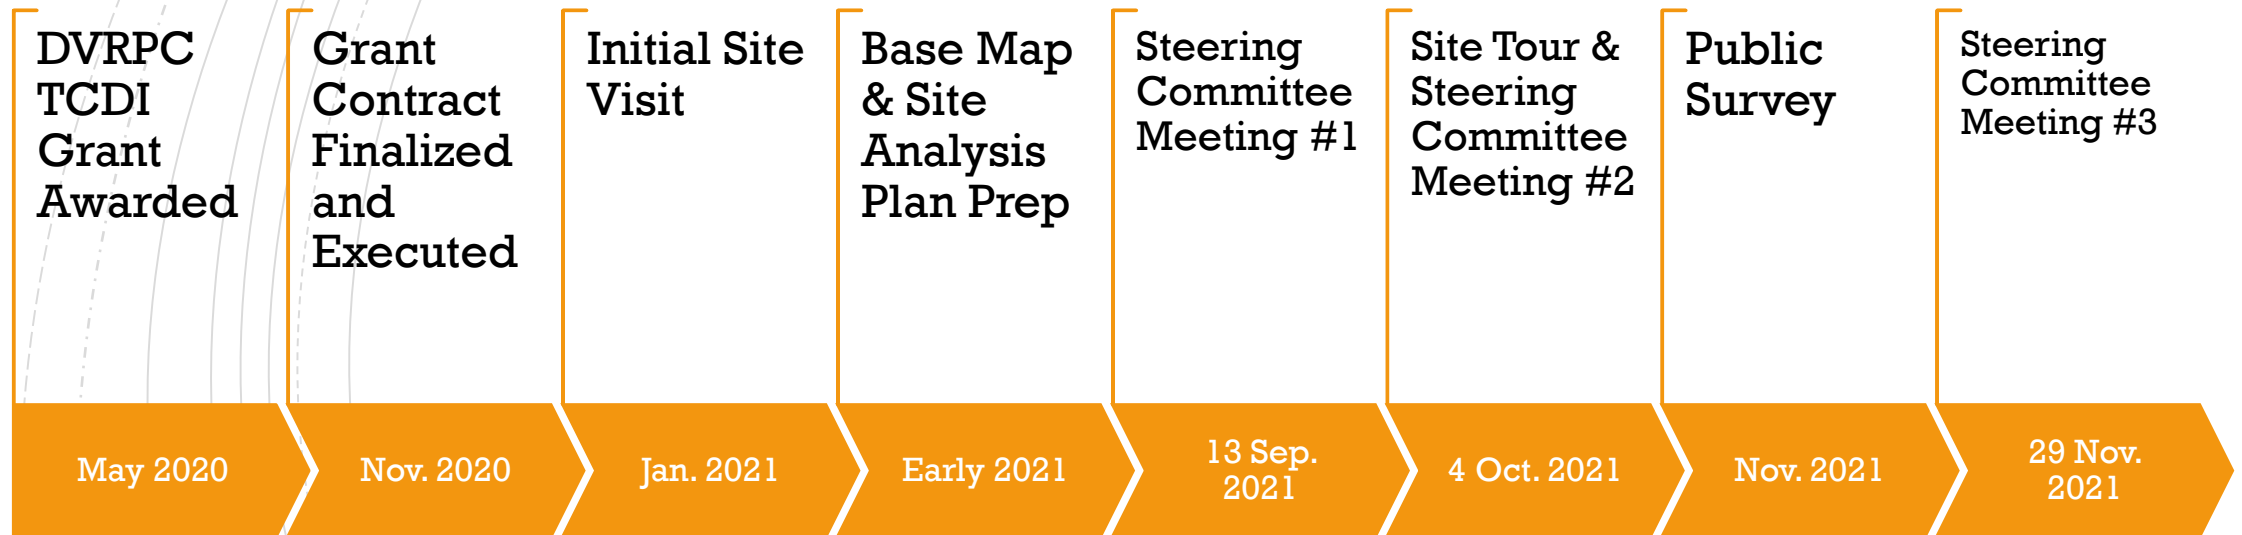 DVRPC
TCDI
Grant
Awarded
May 2020
Grant
Contract
Finalized
and
Executed
Nov. 2020
Initial Site
Visit
Jan. 2021
Base Map
& Site
Analysis
Plan Prep
Early 2021
Steering
Committee
Meeting #1
13 Sep.
2021
Site Tour &
Steering
Committee
Meeting #2
4 Oct. 2021
Public
Survey
Nov. 2021
Steering
Committee
Meeting #3
29 Nov.
2021